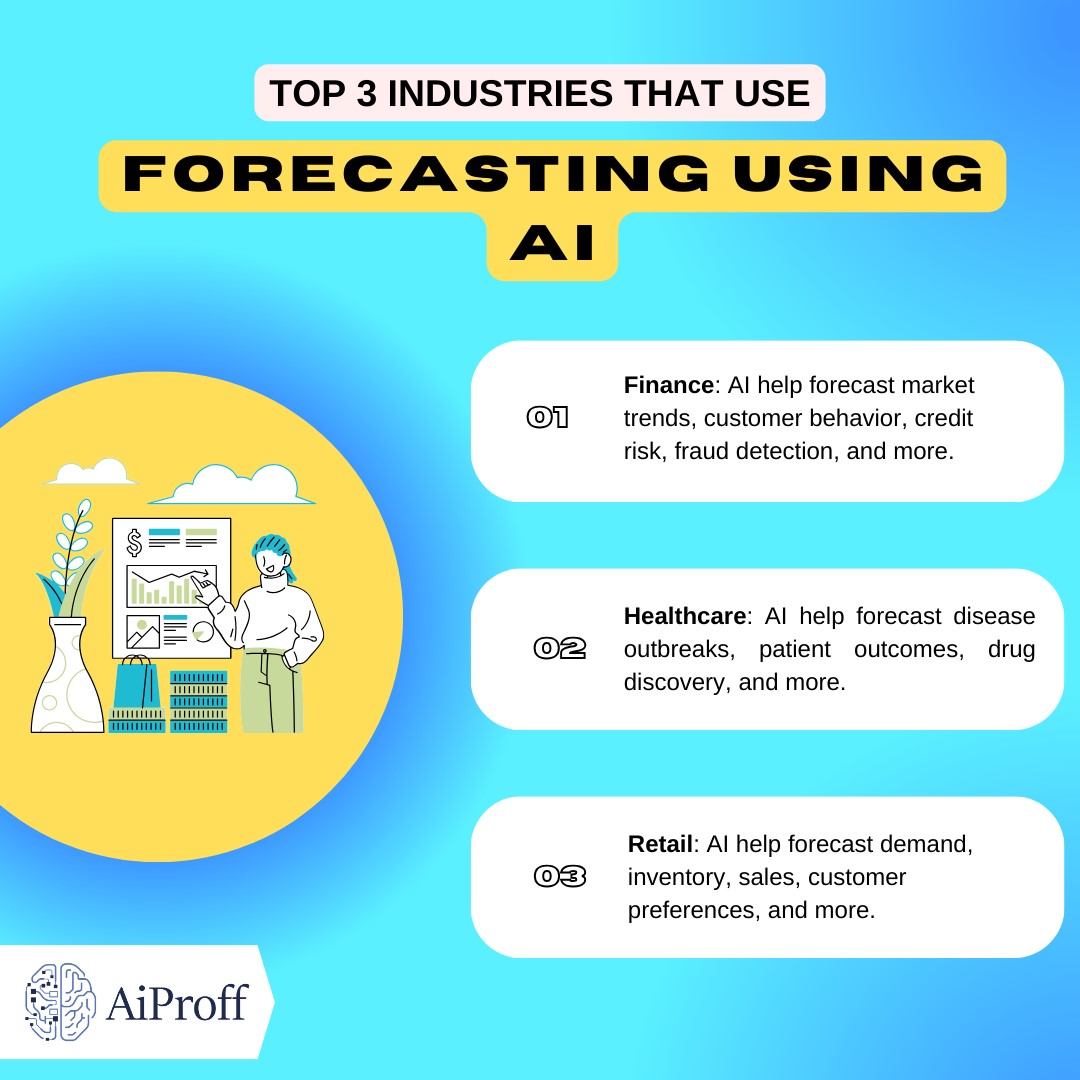 TOP 3 INDUSTRIES THAT USE
FORECASTING USING
AI
01
Finance: AI help forecast market
trends, customer behavior, credit
risk, fraud detection, and more.
02
Healthcare: AI help forecast disease
outbreaks, patient outcomes, drug
discovery, and more.
03
Retail: AI help forecast demand,
inventory, sales, customer
preferences, and more.
$
AiProff